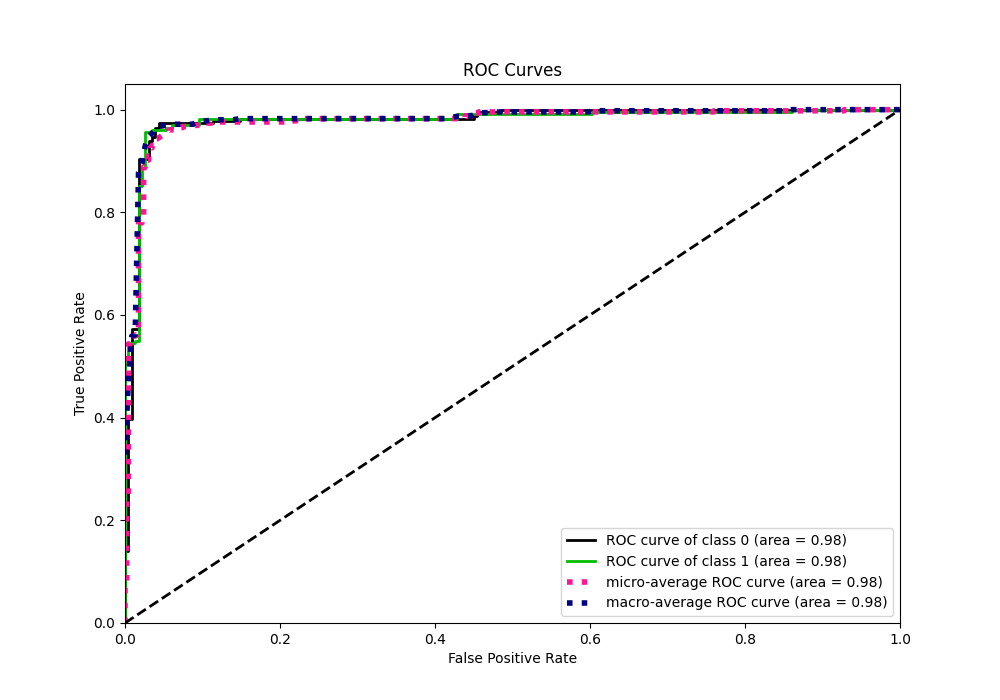 ROC Curves
True Positive Rate
1.0
0.8
0.6
0.4
0.2
0.0
0.0 0.2 0.4 0.6 0.8 1.0
False Positive Rate
ROC curve of class 0 (area = 0.98)
ROC curve of class 1 (area = 0.98)
micro-average ROC curve (area = 0.98)
macro-average ROC curve (area = 0.98)